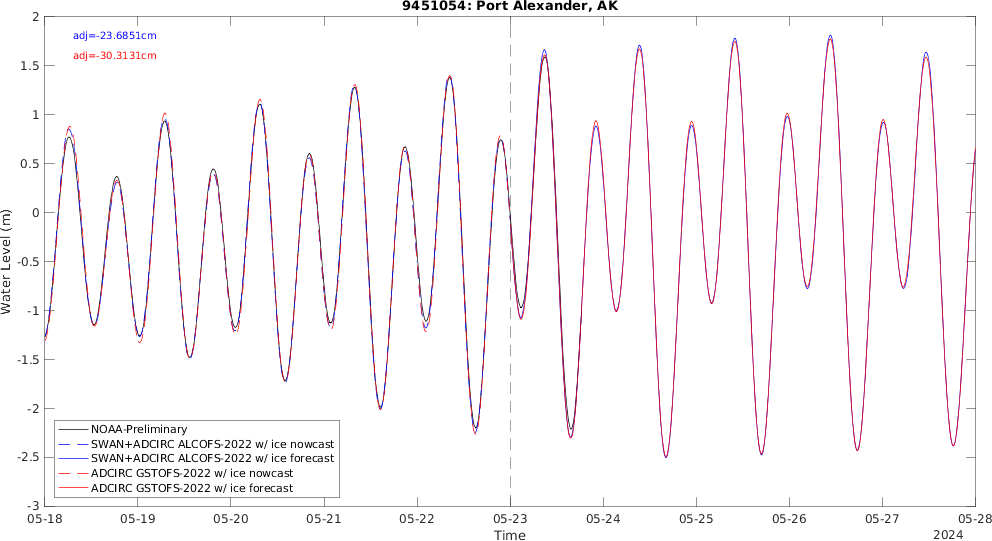 9451054: Port Alexander, AK
adj=-23.6851cm
adj=-30.3131cm
2
1.5
1
0.5
0
-0.5
-1
-1.5
-2
-2.5
-3
Water Level (m)
NOAA-Preliminary
SWAN+ADCIRC ALCOFS-2022 w/ ice nowcast
SWAN+ADCIRC ALCOFS-2022 w/ ice forecast
ADCIRC GSTOFS-2022 w/ ice nowcast
ADCIRC GSTOFS-2022 w/ ice forecast
05-18 05-19 05-20 05-21 05-22 05-23 05-24 05-25 05-26 05-27 05-28
Time
2024